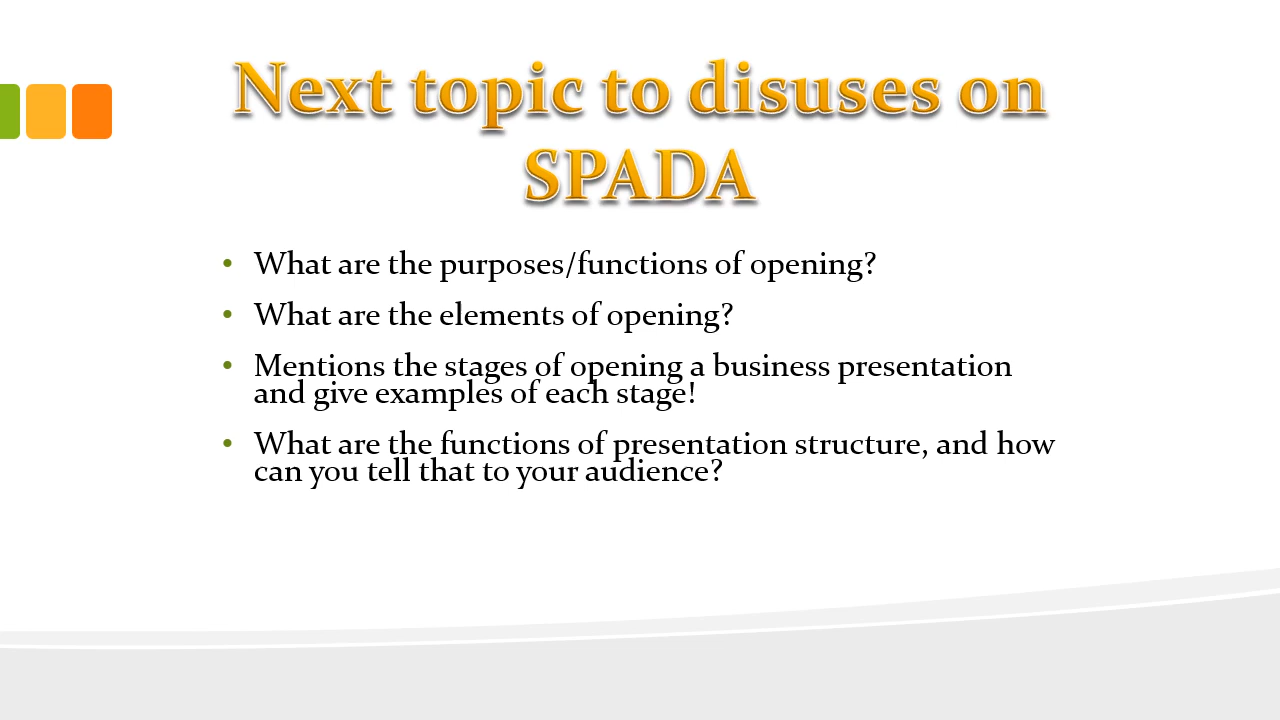 Next topic to disuses on
SPADA
• What are the purposes/functions of opening?
• What are the elements of opening?
• Mentions the stages of opening a business presentation
and give examples of each stage!
• What are the functions of presentation structure, and how
can you tell that to your audience?